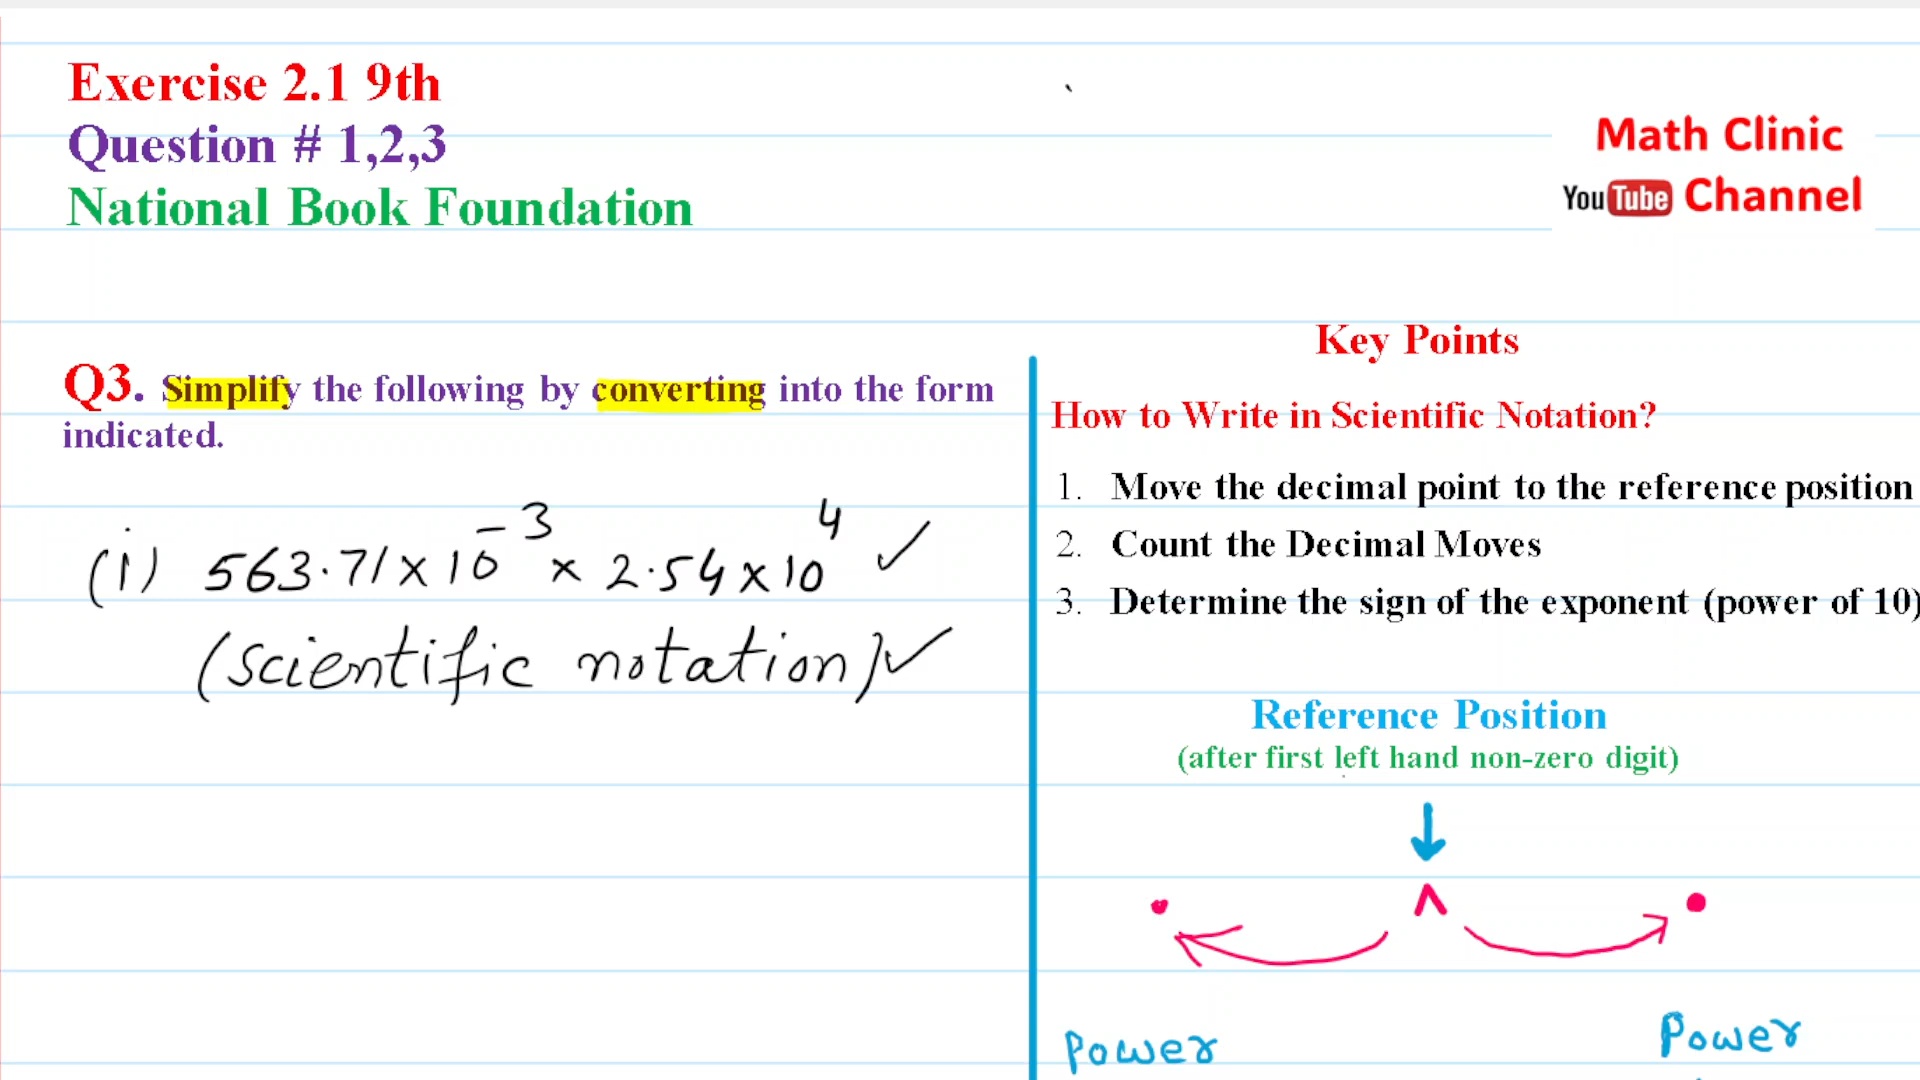 Exercise 2.1 9th
Question # 1,2,3
National Book Foundation
Math Clinic
YouTube Channel
Q3. Simplify the following by converting into the form
indicated.
(i) 563.71 x 10⁻³ x 2.54 x 10⁴ ✓
(scientific notation) ✓
Key Points
How to Write in Scientific Notation?
1. Move the decimal point to the reference position
2. Count the Decimal Moves
3. Determine the sign of the exponent (power of 10)
Reference Position
(after first left hand non-zero digit)
Power
Power